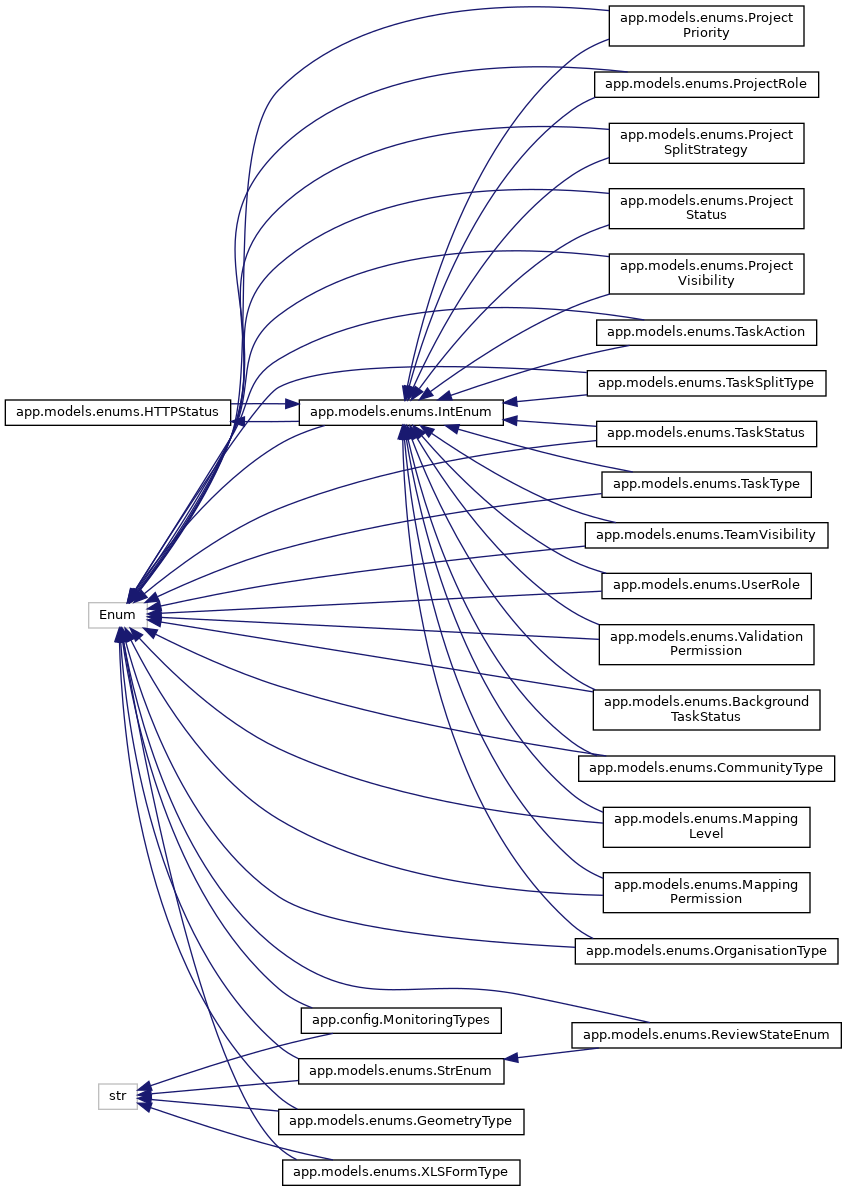 app.models.enums.Project
Priority
app.models.enums.ProjectRole
app.models.enums.Project
SplitStrategy
app.models.enums.Project
Status
app.models.enums.Project
Visibility
app.models.enums.TaskAction
app.models.enums.TaskSplitType
app.models.enums.HTTPStatus
app.models.enums.IntEnum
app.models.enums.TaskStatus
app.models.enums.TaskType
app.models.enums.TeamVisibility
app.models.enums.UserRole
Enum
app.models.enums.Validation
Permission
app.models.enums.Background
TaskStatus
app.models.enums.CommunityType
app.models.enums.Mapping
Level
app.models.enums.Mapping
Permission
app.models.enums.OrganisationType
app.config.MonitoringTypes
app.models.enums.ReviewStateEnum
app.models.enums.StrEnum
str
app.models.enums.GeometryType
app.models.enums.XLSFormType